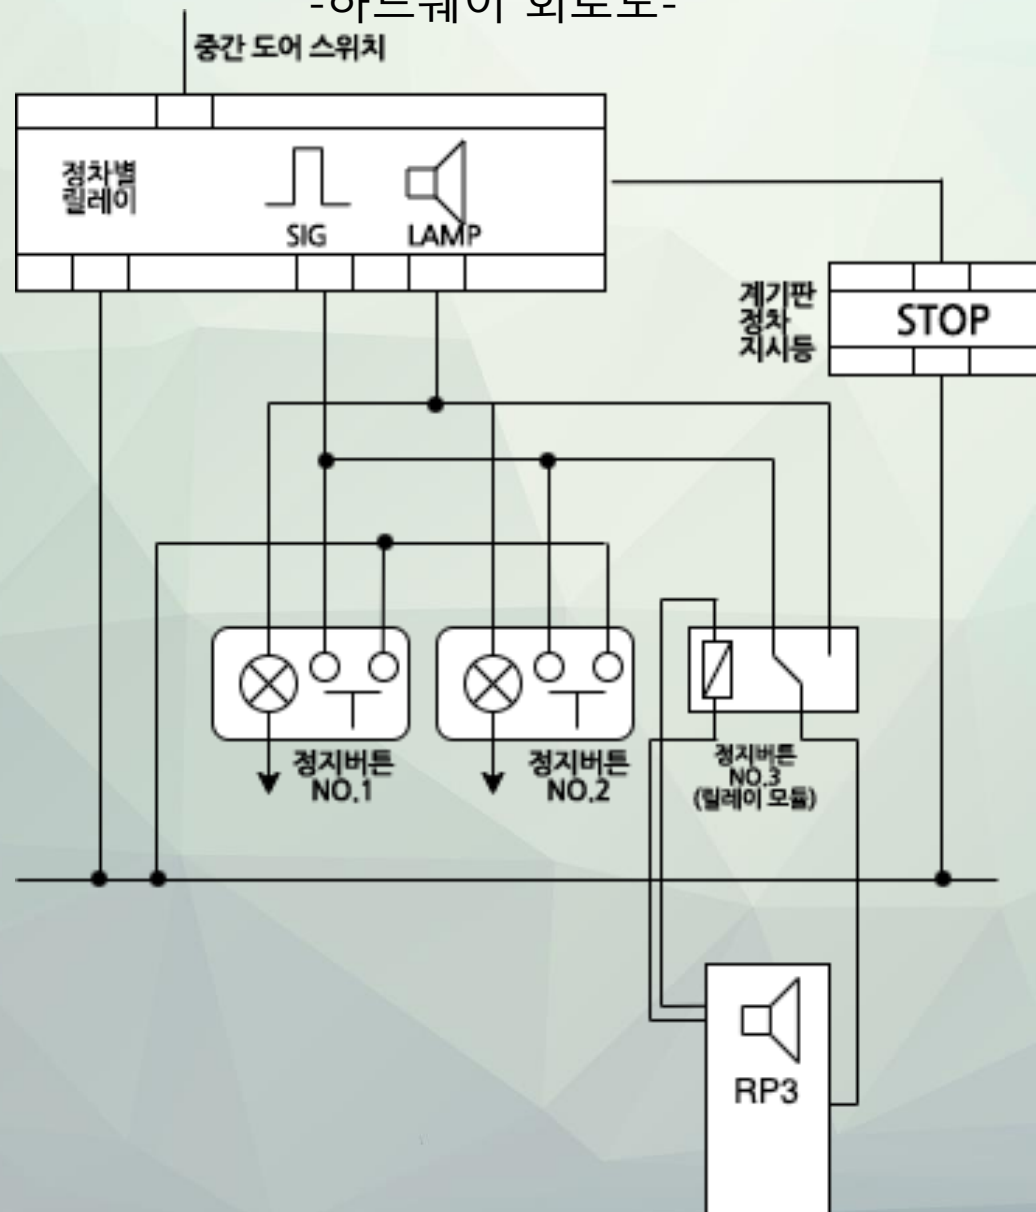 중간 도어 스위치
정차별
릴레이
SIG
LAMP
계기판
정차
지시등
STOP
정지버튼
NO.1
정지버튼
NO.2
정지버튼
NO.3
(릴레이 모듈)
RP3